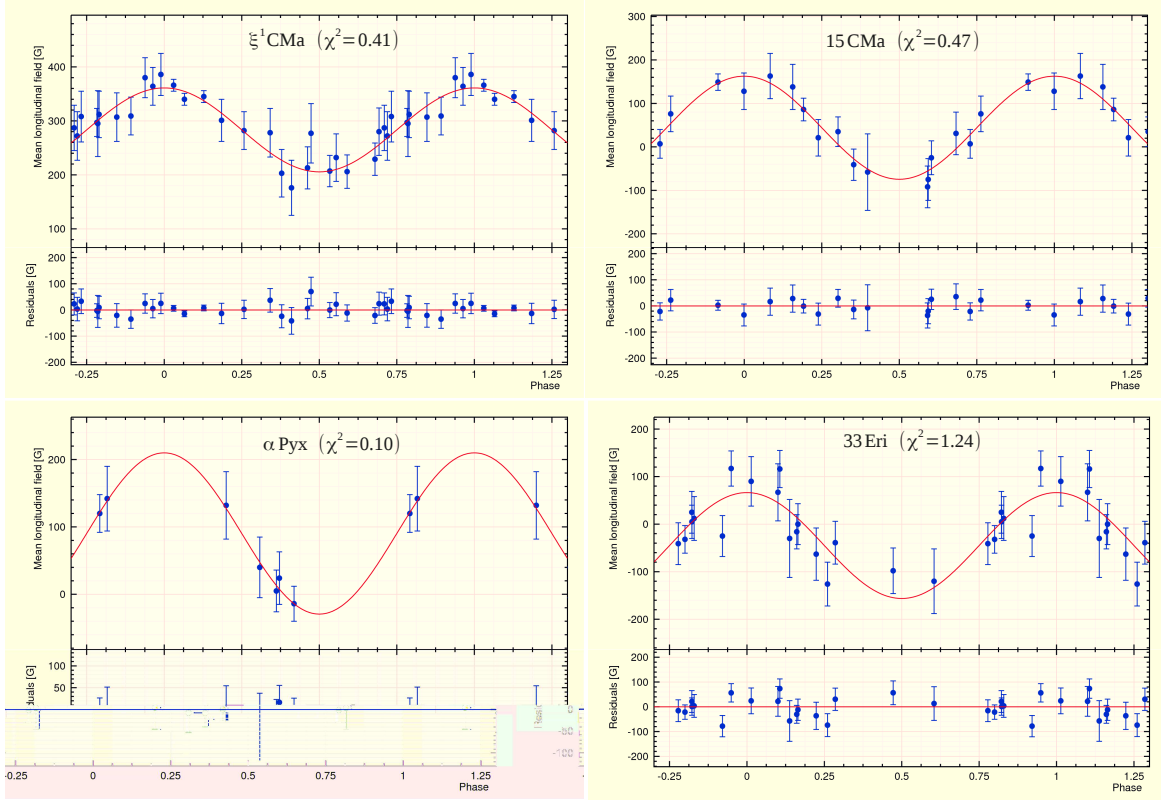 ξ¹CMa (χ²=0.41)
Mean longitudinal field [G]
400
300
200
100
Residuals [G]
200
100
0
-100
-200
-0.25 0 0.25 0.5 0.75 1 1.25
Phase
15 CMa (χ²=0.47)
Mean longitudinal field [G]
300
200
100
0
-100
-200
Residuals [G]
200
100
0
-100
-200
-0.25 0 0.25 0.5 0.75 1 1.25
Phase
α Pyx (χ²=0.10)
Mean longitudinal field [G]
200
100
0
duals [G]
100
50
0
-50
-100
-0.25 0 0.25 0.5 0.75 1 1.25
Phase
33 Eri (χ²=1.24)
Mean longitudinal field [G]
200
100
0
-100
-200
Residuals [G]
200
100
0
-100
-200
-0.25 0 0.25 0.5 0.75 1 1.25
Phase